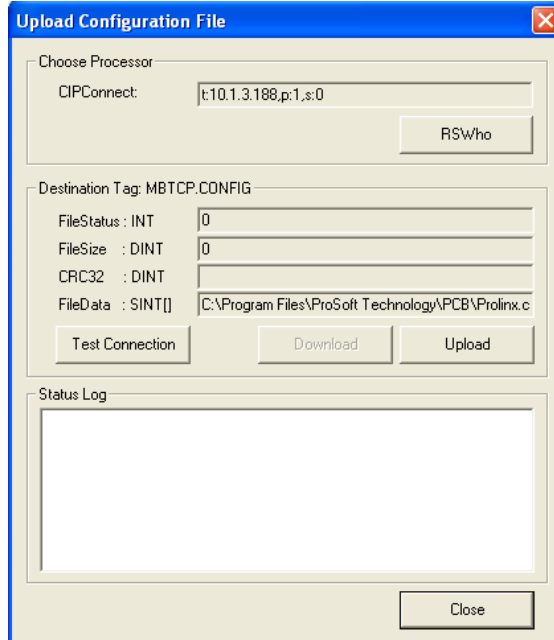 Upload Configuration File
Choose Processor
CIPConnect: t:10.1.3.188,p:1,s:0
RSWho
Destination Tag: MBTCP.CONFIG
FileStatus : INT 0
FileSize : DINT 0
CRC32 : DINT
FileData : SINT[] C:\Program Files\ProSoft Technology\PCB\Prolinx.c
Test Connection Download Upload
Status Log
Close